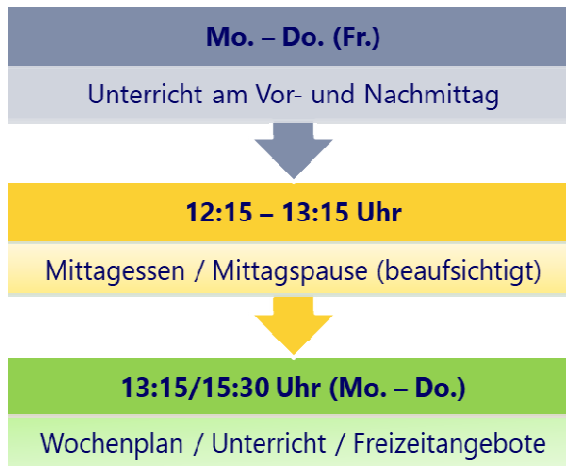 Mo. – Do. (Fr.)
Unterricht am Vor- und Nachmittag
12:15 – 13:15 Uhr
Mittagessen / Mittagspause (beaufsichtigt)
13:15/15:30 Uhr (Mo. – Do.)
Wochenplan / Unterricht / Freizeitangebote